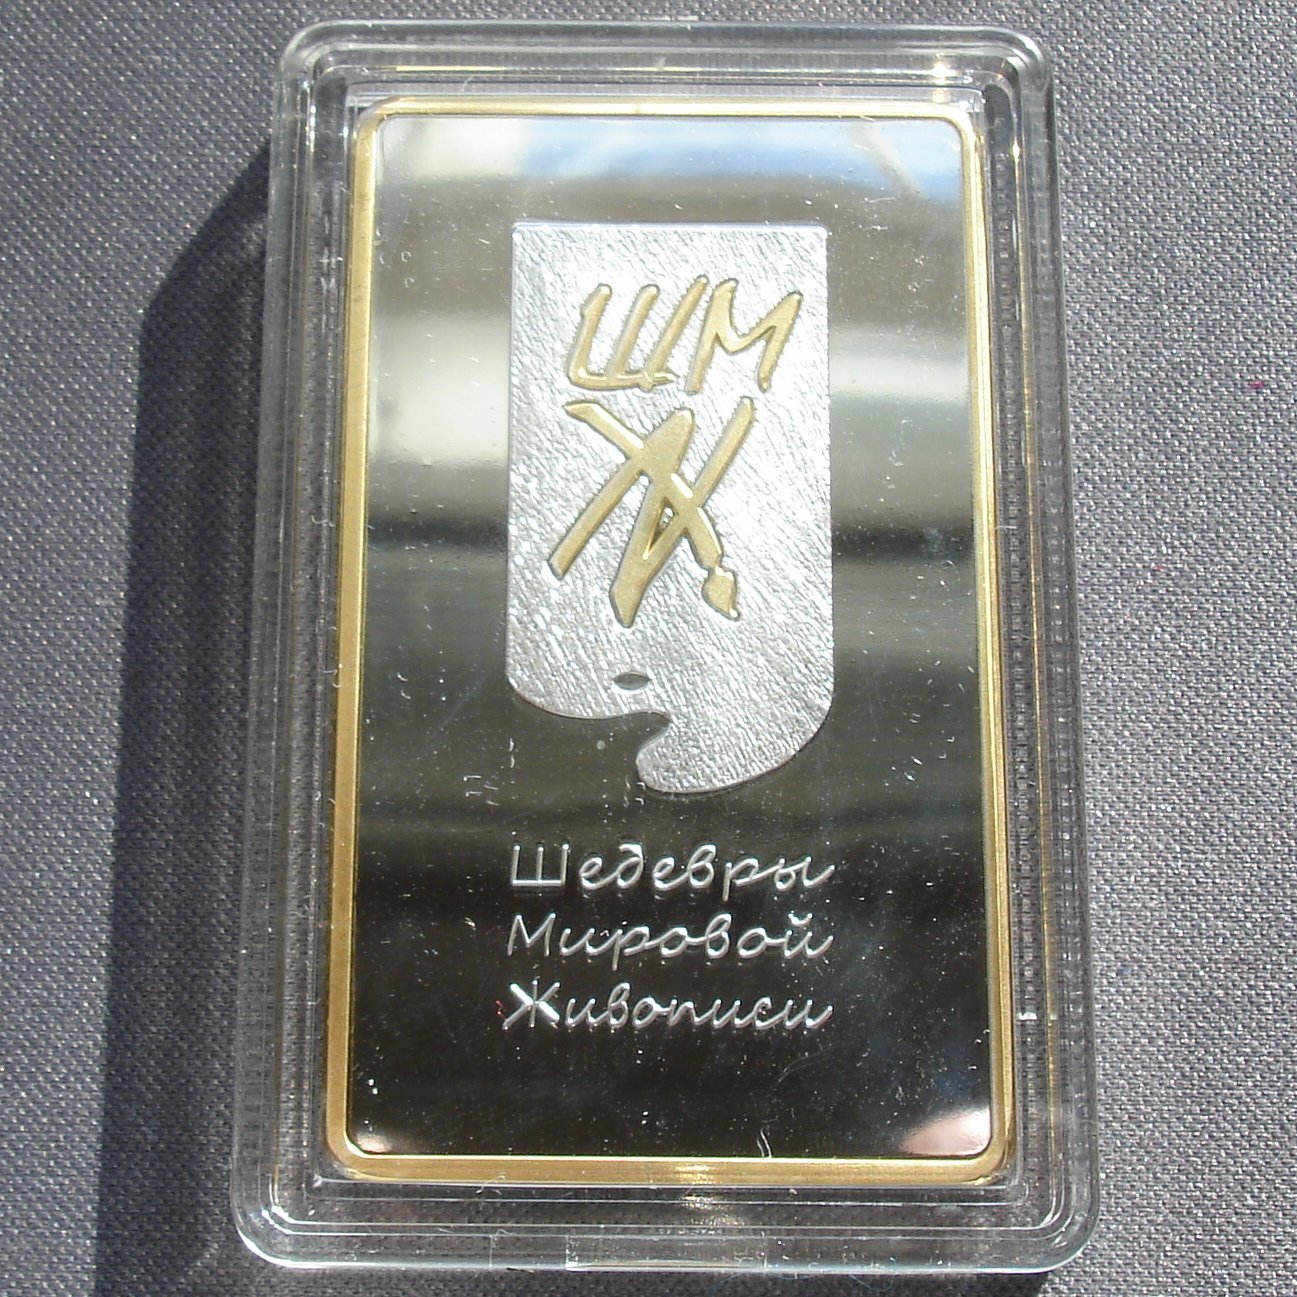 ШМ
Ж
Шедевры
Мировой
Живописи